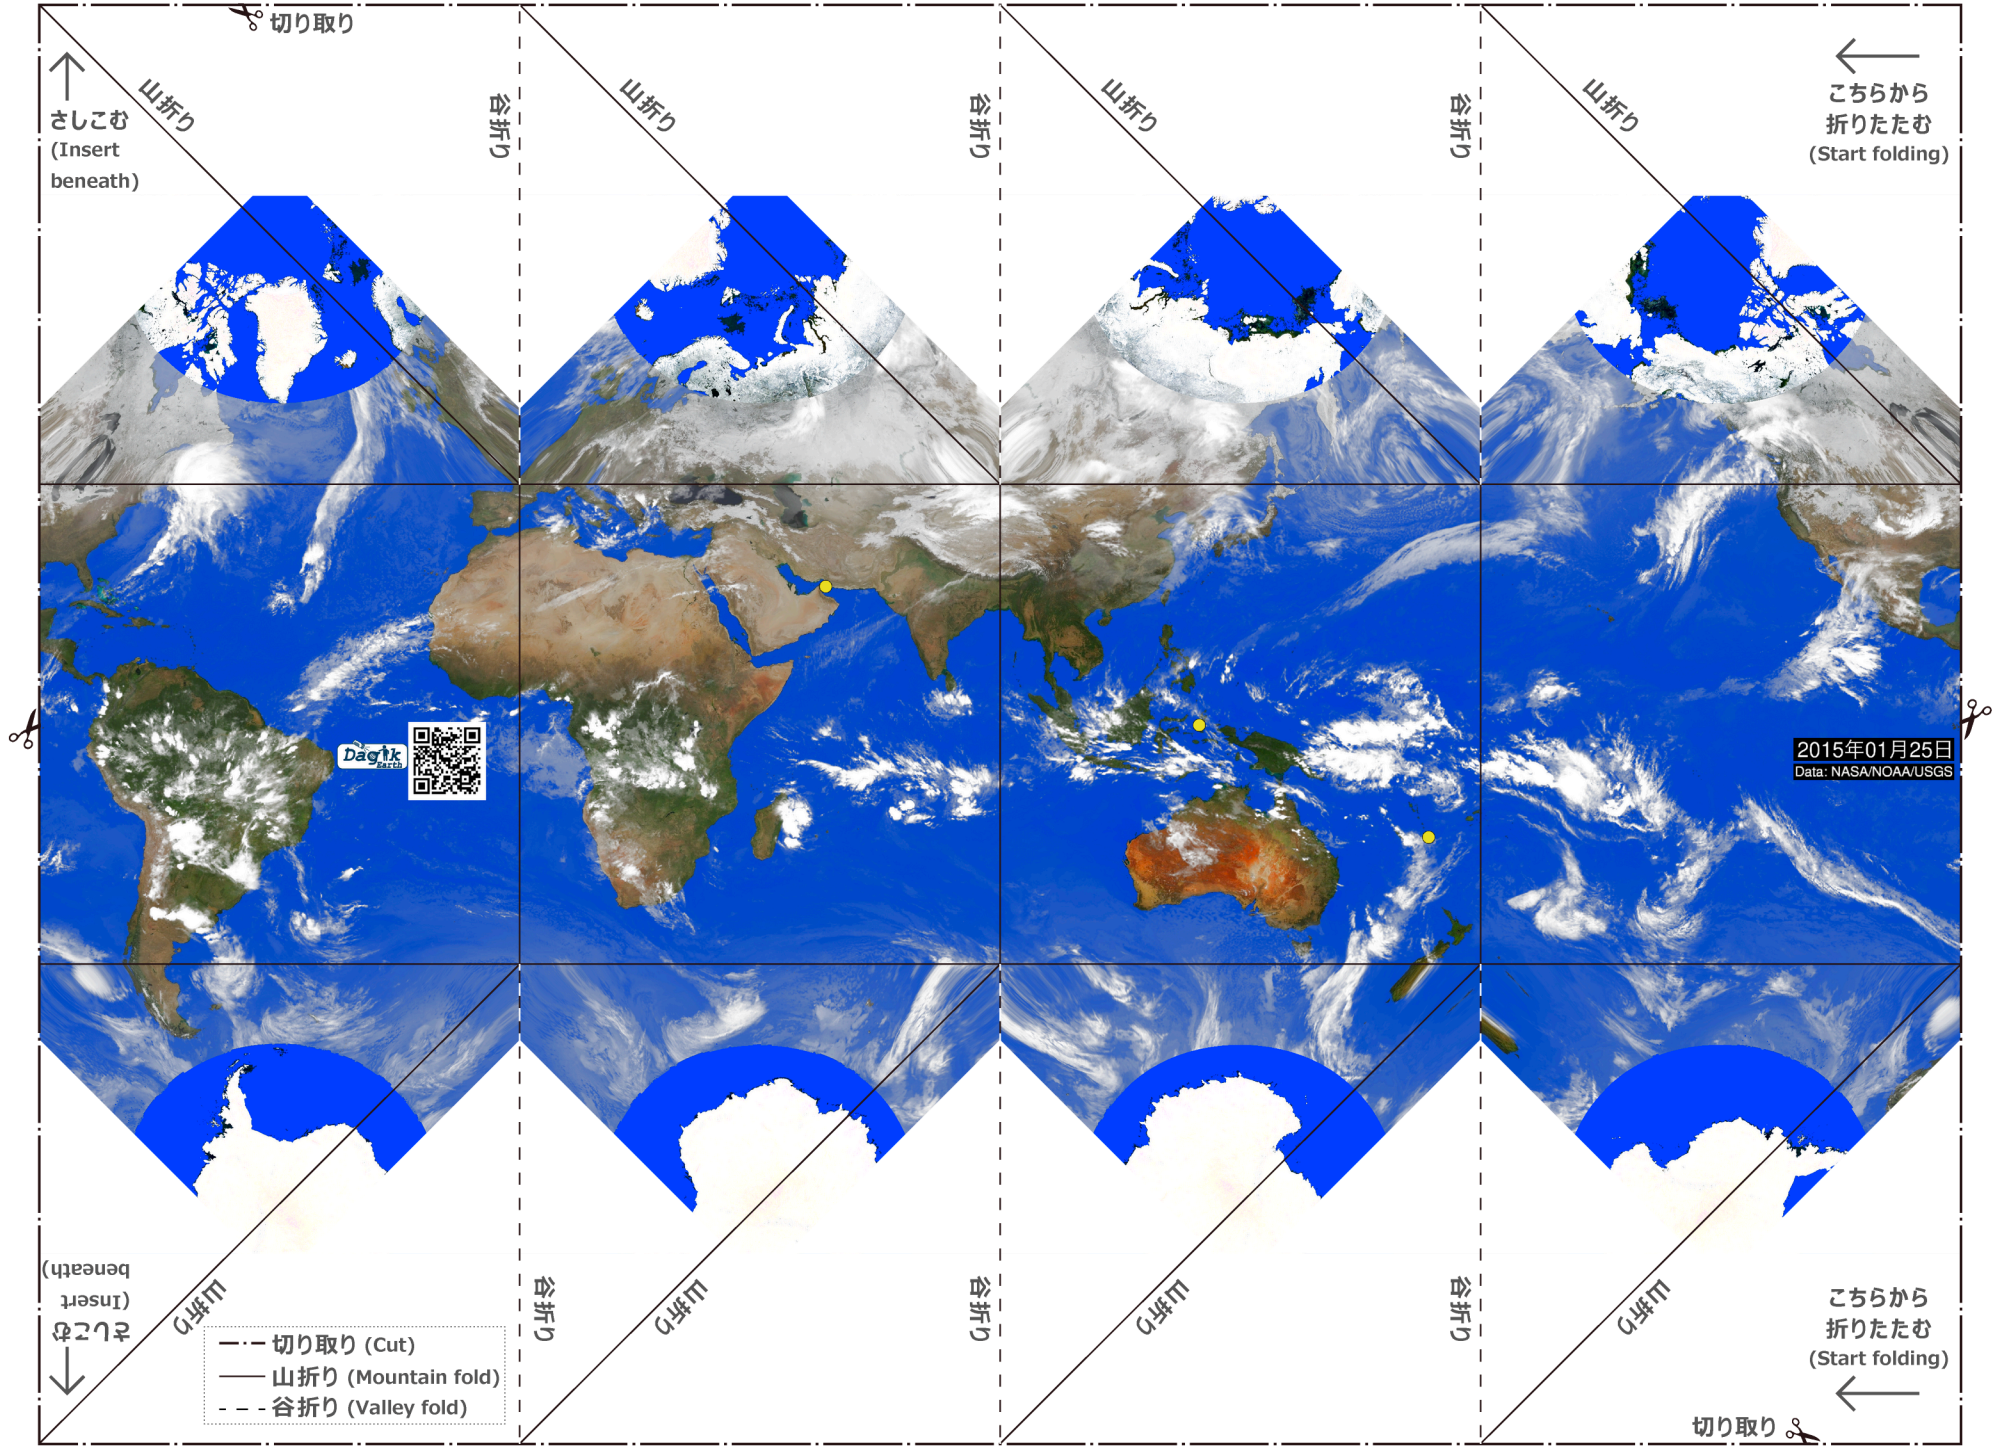 切り取り
さしこむ
(Insert
beneath)
山折り
谷折り
山折り
谷折り
山折り
谷折り
山折り
こちらから
折りたたむ
(Start folding)
Dagik
Earth
2015年01月25日
Data: NASA/NOAA/USGS
さしこむ
(Insert
beneath)
山折り
谷折り
山折り
谷折り
山折り
谷折り
山折り
こちらから
折りたたむ
(Start folding)
切り取り (Cut)
山折り (Mountain fold)
谷折り (Valley fold)
切り取り